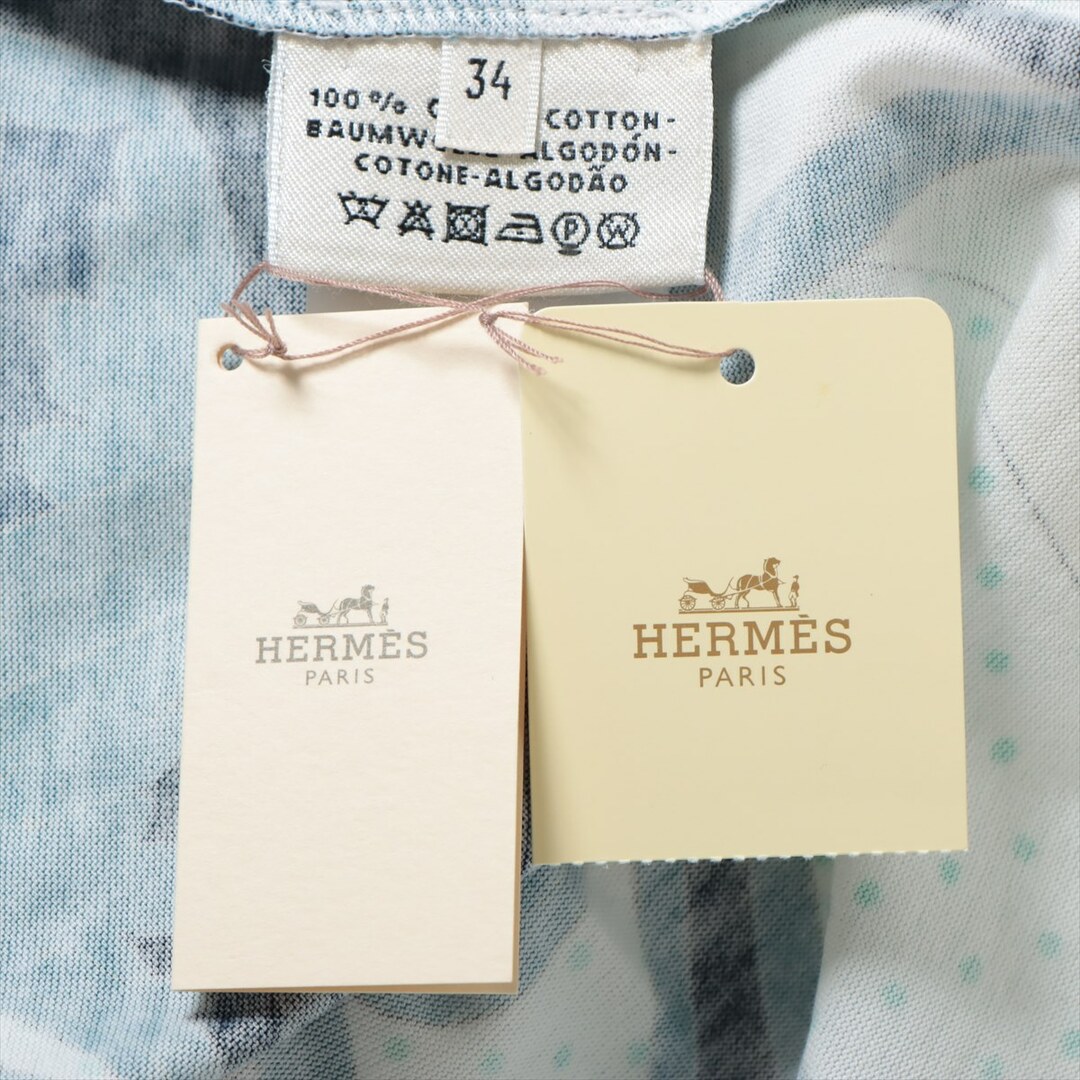 34
100% COTTON-
ALGODÓN-
COTONE-ALGODÃO
P W
HERMÈS
PARIS
HERMÈS
PARIS